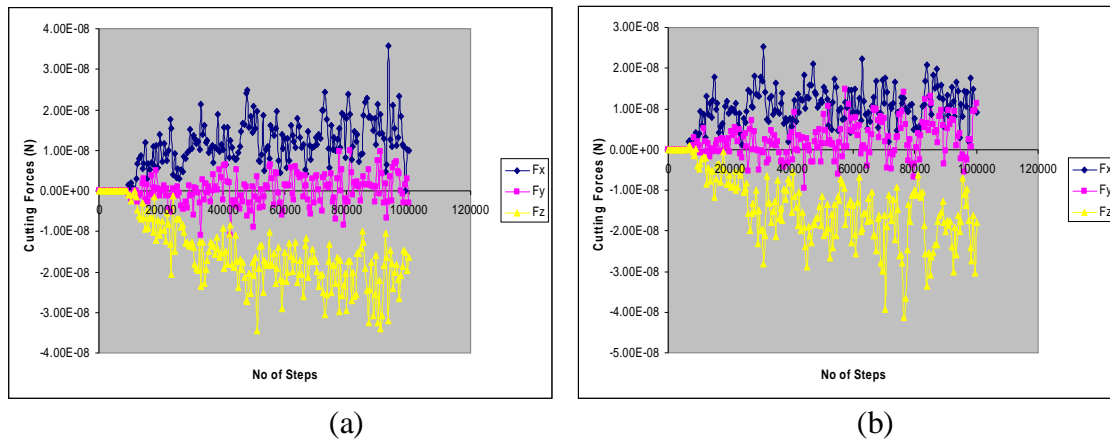 4.00E-08
3.00E-08
2.00E-08
1.00E-08
0.00E+00
-1.00E-08
-2.00E-08
-3.00E-08
-4.00E-08
0 20000 40000 60000 80000 100000 120000
Cutting Forces (N)
No of Steps
Fx
Fy
Fz
(a)
3.00E-08
2.00E-08
1.00E-08
0.00E+00
-1.00E-08
-2.00E-08
-3.00E-08
-4.00E-08
-5.00E-08
0 20000 40000 60000 80000 100000 120000
Cutting Forces (N)
No of Steps
Fx
Fy
Fz
(b)